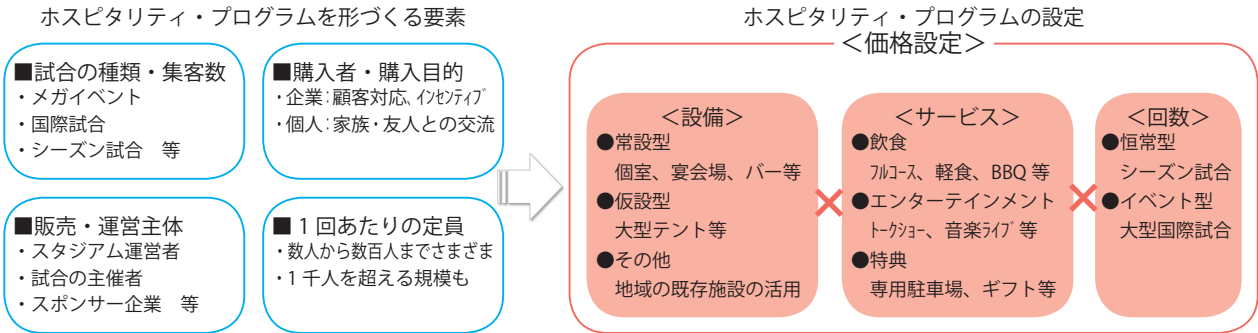 ホスピタリティ・プログラムを形づくる要素
■試合の種類・集客数
・メガイベント
・国際試合
・シーズン試合　等
■購入者・購入目的
・企業：顧客対応、ｲﾝｾﾝﾃｨﾌﾞ
・個人：家族・友人との交流
■販売・運営主体
・スタジアム運営者
・試合の主催者
・スポンサー企業　等
■１回あたりの定員
・数人から数百人までさまざま
・1千人を超える規模も
ホスピタリティ・プログラムの設定
＜価格設定＞
＜設備＞
●常設型
個室、宴会場、バー等
●仮設型
大型テント等
●その他
地域の既存施設の活用
×
＜サービス＞
●飲食
ﾌﾙｺｰｽ、軽食、BBQ 等
●エンターテインメント
ﾄｰｸｼｮｰ、音楽ﾗｲﾌﾞ 等
●特典
専用駐車場、ギフト等
×
＜回数＞
●恒常型
シーズン試合
●イベント型
大型国際試合